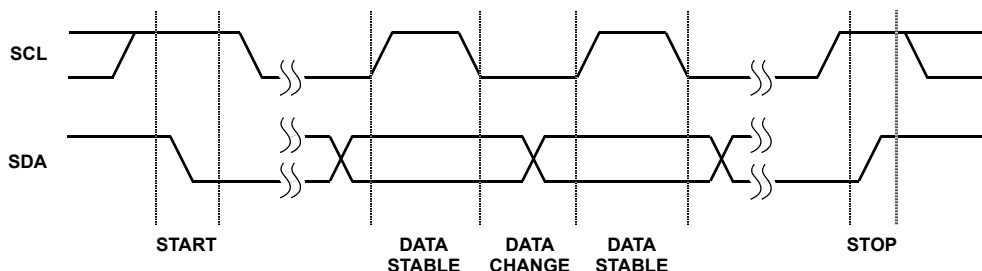 SCL
SDA
START
DATA STABLE
DATA CHANGE
DATA STABLE
STOP